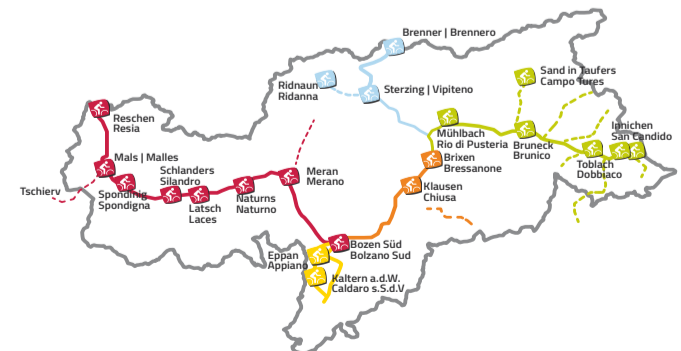 Brenner | Brennero
Ridnaun
Ridanna
Sterzing | Vipiteno
Sand in Taufers
Campo Tures
Reschen
Resia
Mühlbach
Rio di Pusteria
Bruneck
Brunico
Innichen
San Candido
Toblach
Dobbiaco
Mals | Malles
Brixen
Bressanone
Schlanders
Silandro
Meran
Merano
Tschierv
Spondinig
Spondigna
Latsch
Laces
Naturns
Naturno
Klausen
Chiusa
Bozen Süd
Bolzano Sud
Eppan
Appiano
Kaltern a.d.W.
Caldaro s.S.d.V